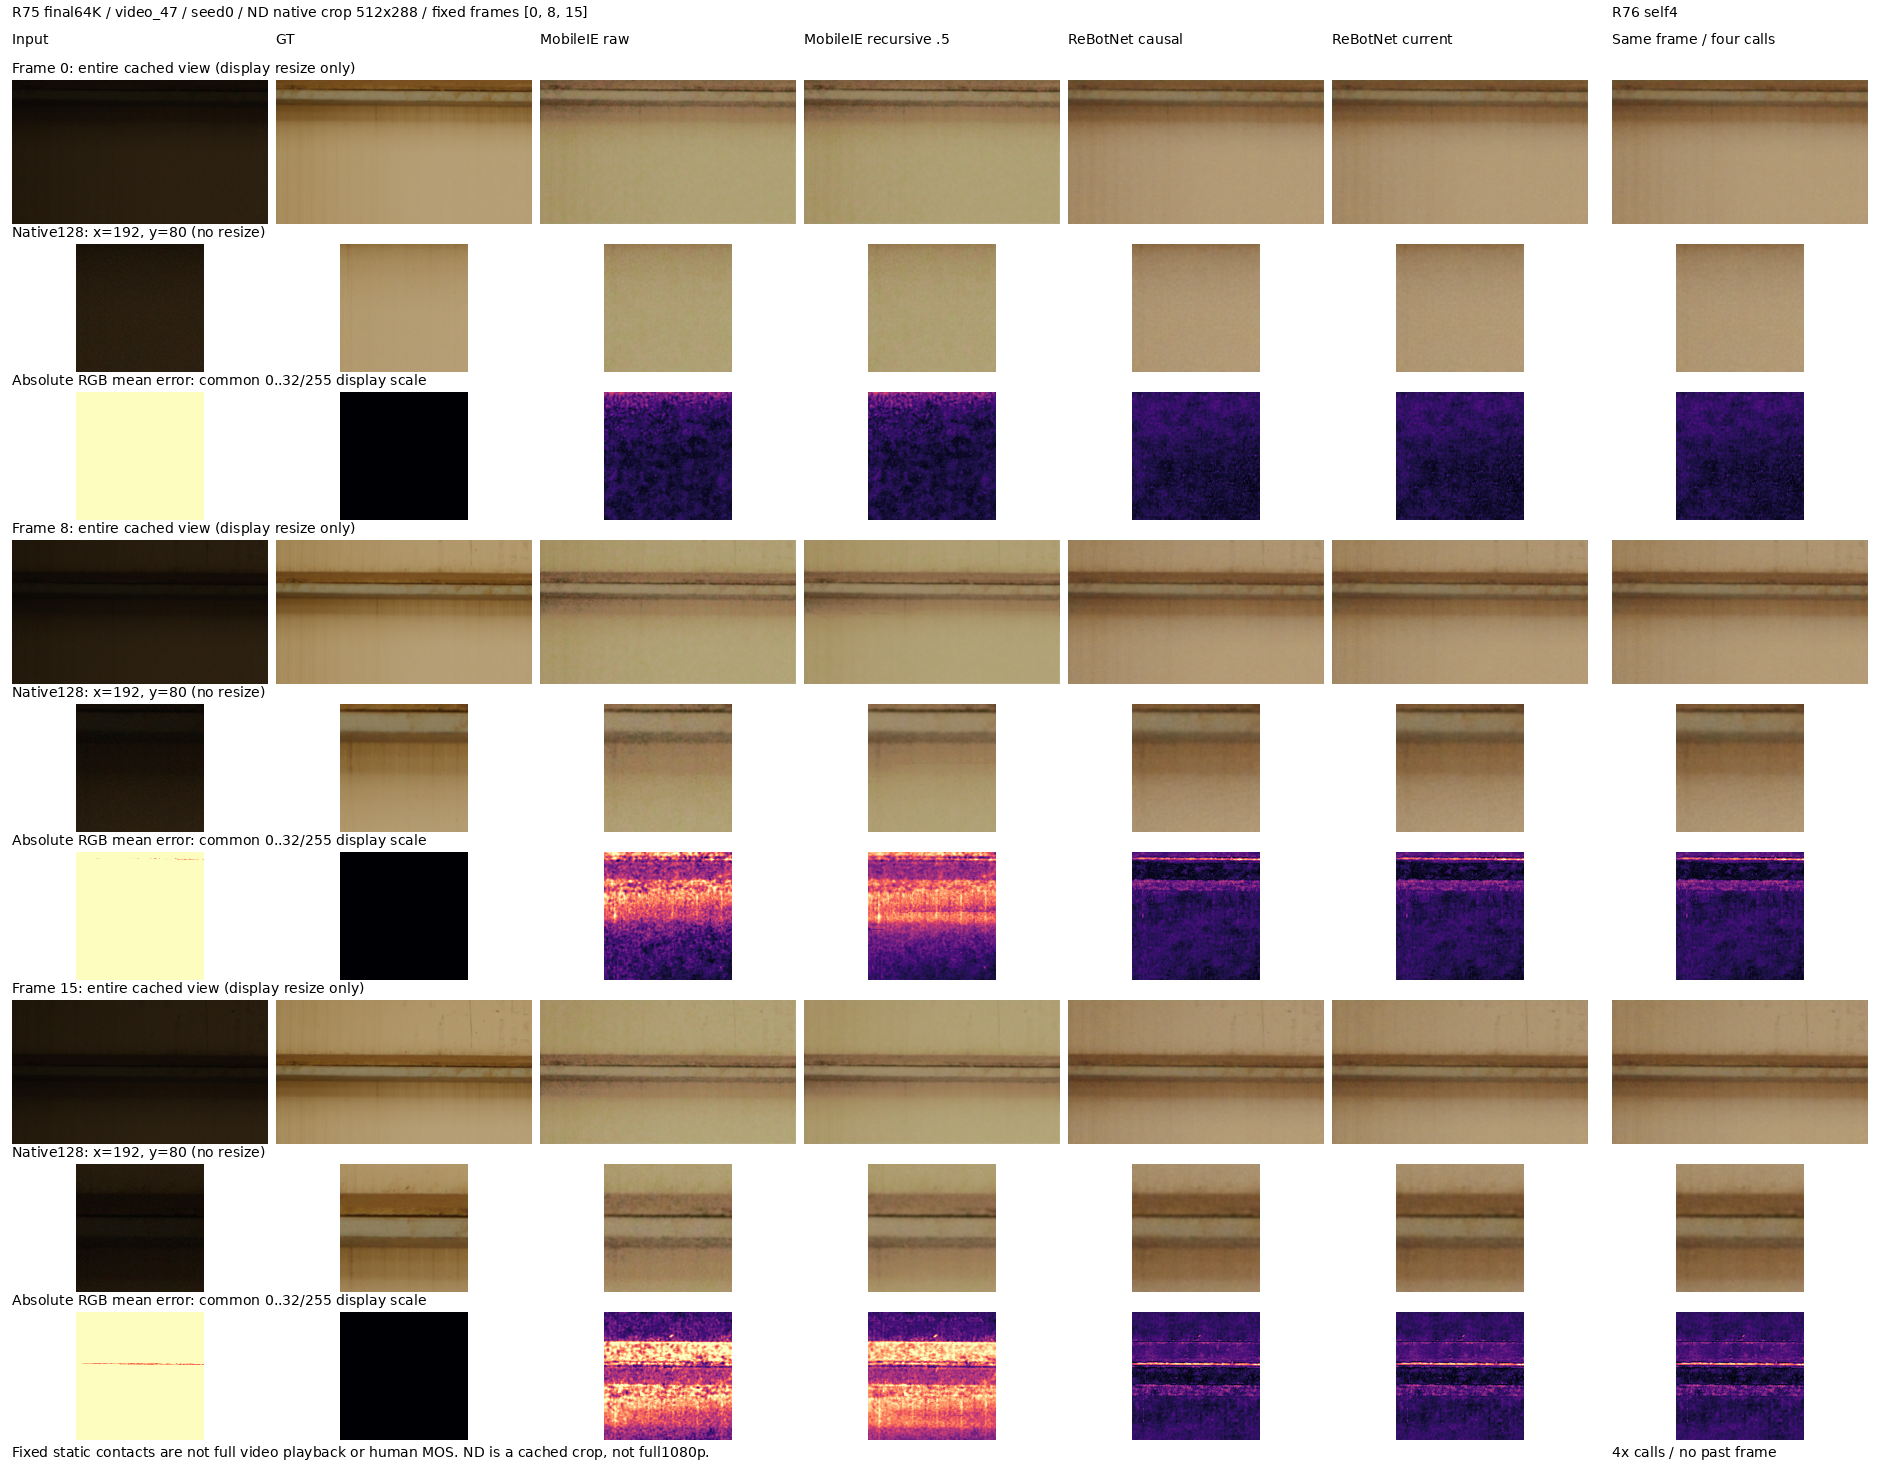 R75 final64K / video_47 / seed0 / ND native crop 512x288 / fixed frames [0, 8, 15]
R76 self4
Input
GT
MobileIE raw
MobileIE recursive .5
ReBotNet causal
ReBotNet current
Same frame / four calls
Frame 0: entire cached view (display resize only)
Native128: x=192, y=80 (no resize)
Absolute RGB mean error: common 0..32/255 display scale
Frame 8: entire cached view (display resize only)
Native128: x=192, y=80 (no resize)
Absolute RGB mean error: common 0..32/255 display scale
Frame 15: entire cached view (display resize only)
Native128: x=192, y=80 (no resize)
Absolute RGB mean error: common 0..32/255 display scale
Fixed static contacts are not full video playback or human MOS. ND is a cached crop, not full1080p.
4x calls / no past frame